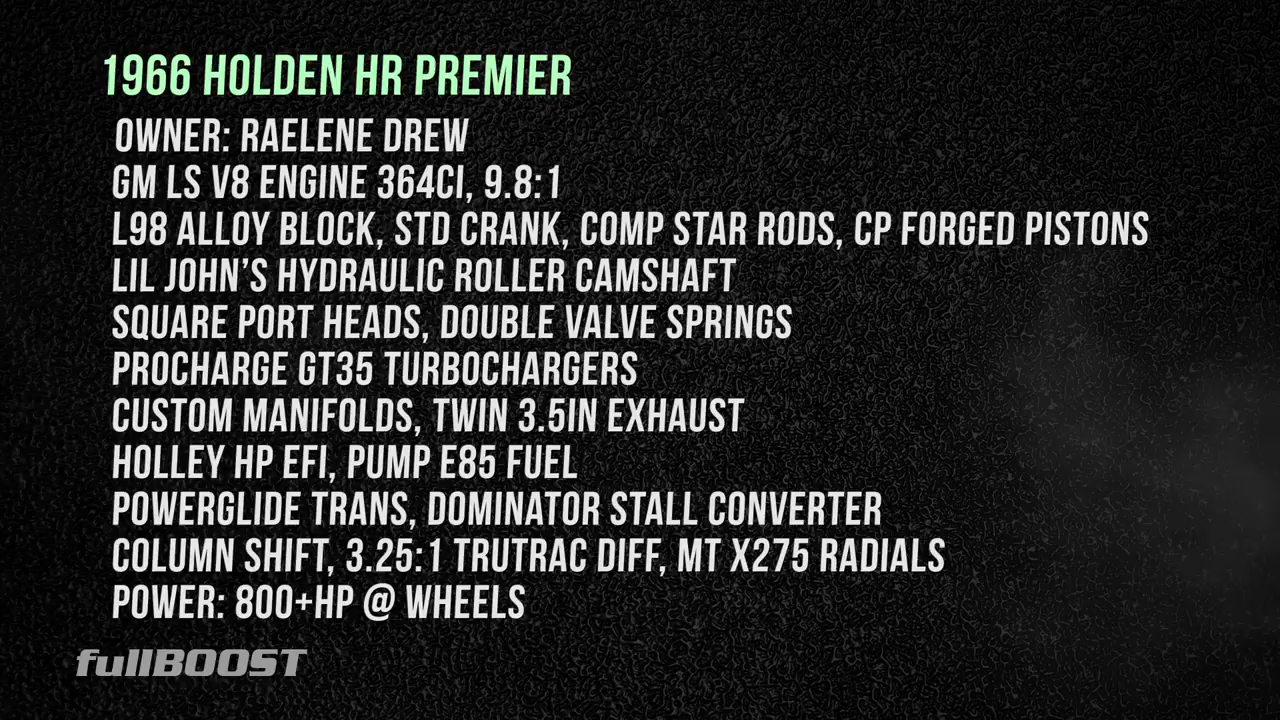 1966 HOLDEN HR PREMIER
OWNER: RAELENE DREW
GM LS V8 ENGINE 364CI, 9.8:1
L98 ALLOY BLOCK, STD CRANK, COMP STAR RODS, CP FORGED PISTONS
LIL JOHN’S HYDRAULIC ROLLER CAMSHAFT
SQUARE PORT HEADS, DOUBLE VALVE SPRINGS
PROCHARGE GT35 TURBOCHARGERS
CUSTOM MANIFOLDS, TWIN 3.5IN EXHAUST
HOLLEY HP EFI, PUMP E85 FUEL
POWERGLIDE TRANS, DOMINATOR STALL CONVERTER
COLUMN SHIFT, 3.25:1 TRUTRAC DIFF, MT X275 RADIALS
POWER: 800+HP @ WHEELS
fullBOOST